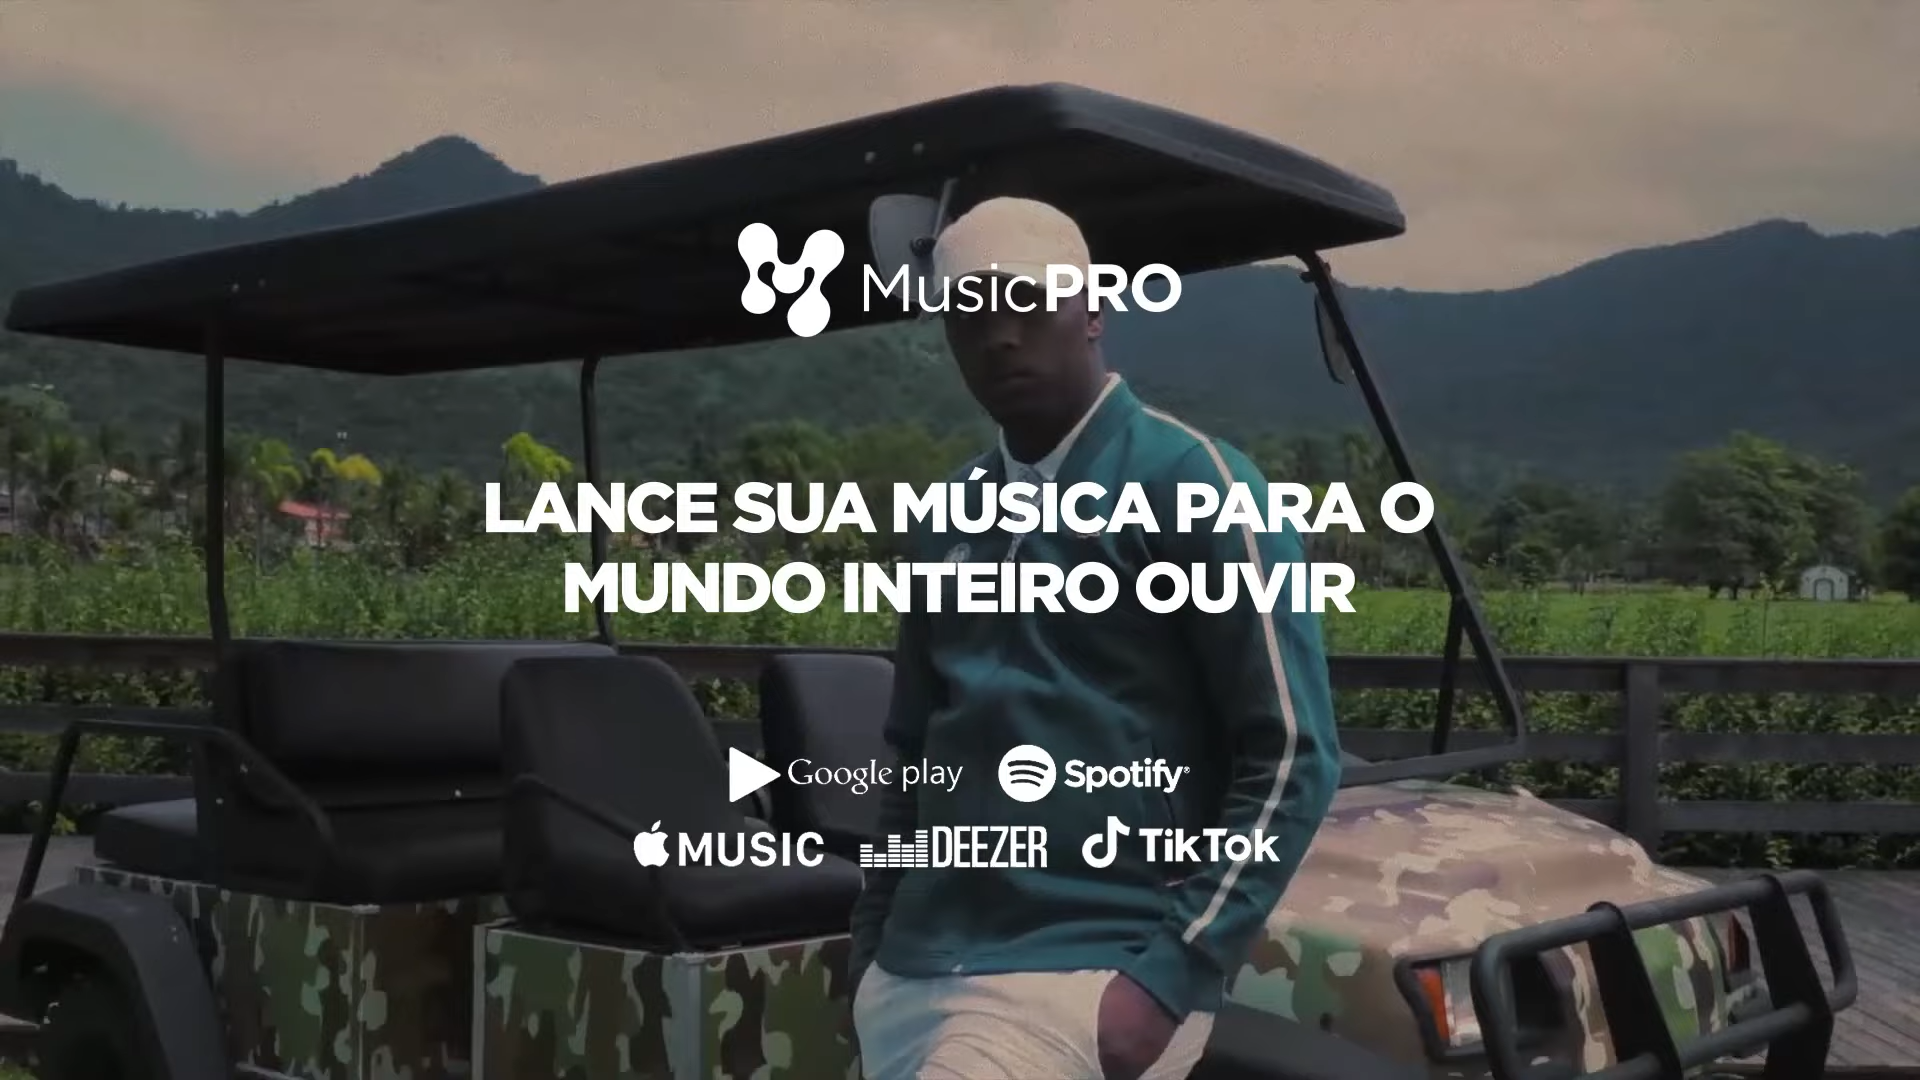 MusicPRO
LANCE SUA MÚSICA PARA O
MUNDO INTEIRO OUVIR
Google play Spotify®
MUSIC DEEZER TikTok